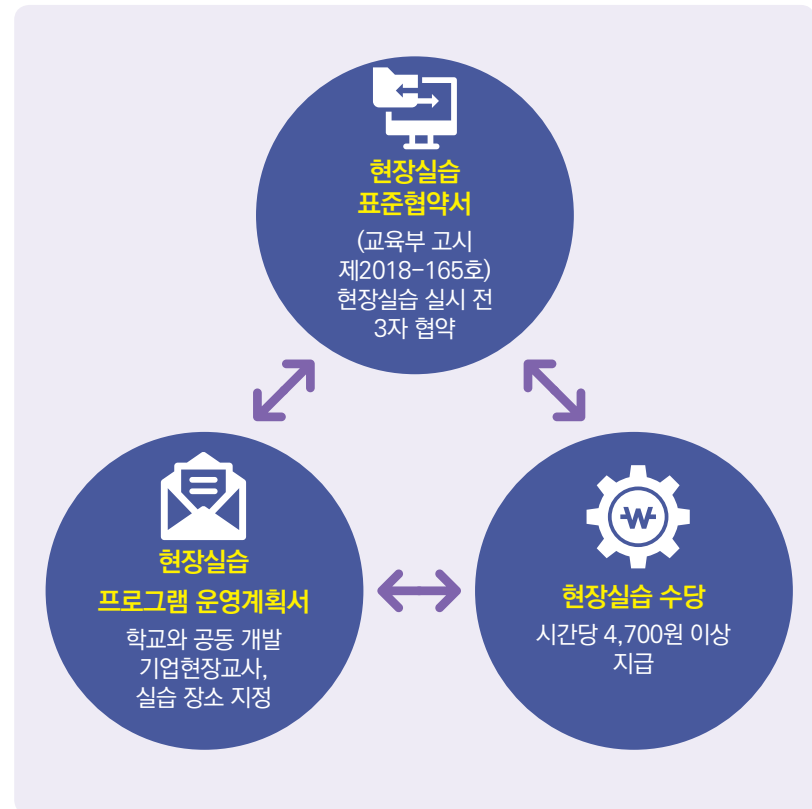 현장실습
표준협약서
(교육부 고시
제2018-165호)
현장실습 실시 전
3자 협약
현장실습
프로그램 운영계획서
학교와 공동 개발
기업현장교사,
실습 장소 지정
₩
현장실습 수당
시간당 4,700원 이상
지급